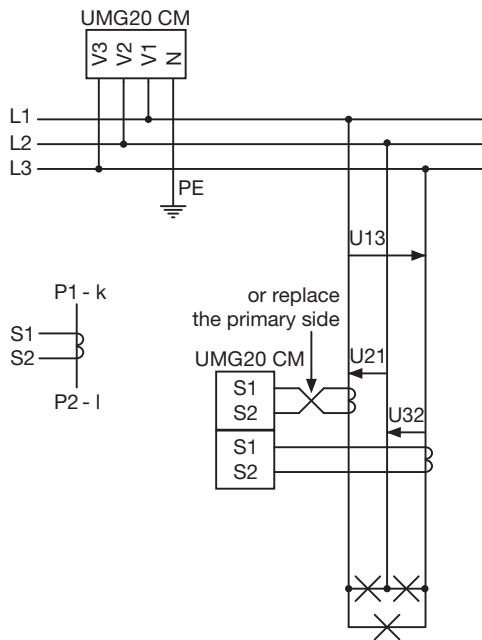 UMG20 CM
V3 V2 V1 N
L1
L2
L3
PE
U13
P1 - k
or replace
the primary side
S1
S2
UMG20 CM
U21
P2 - l
S1
S2
U32
S1
S2